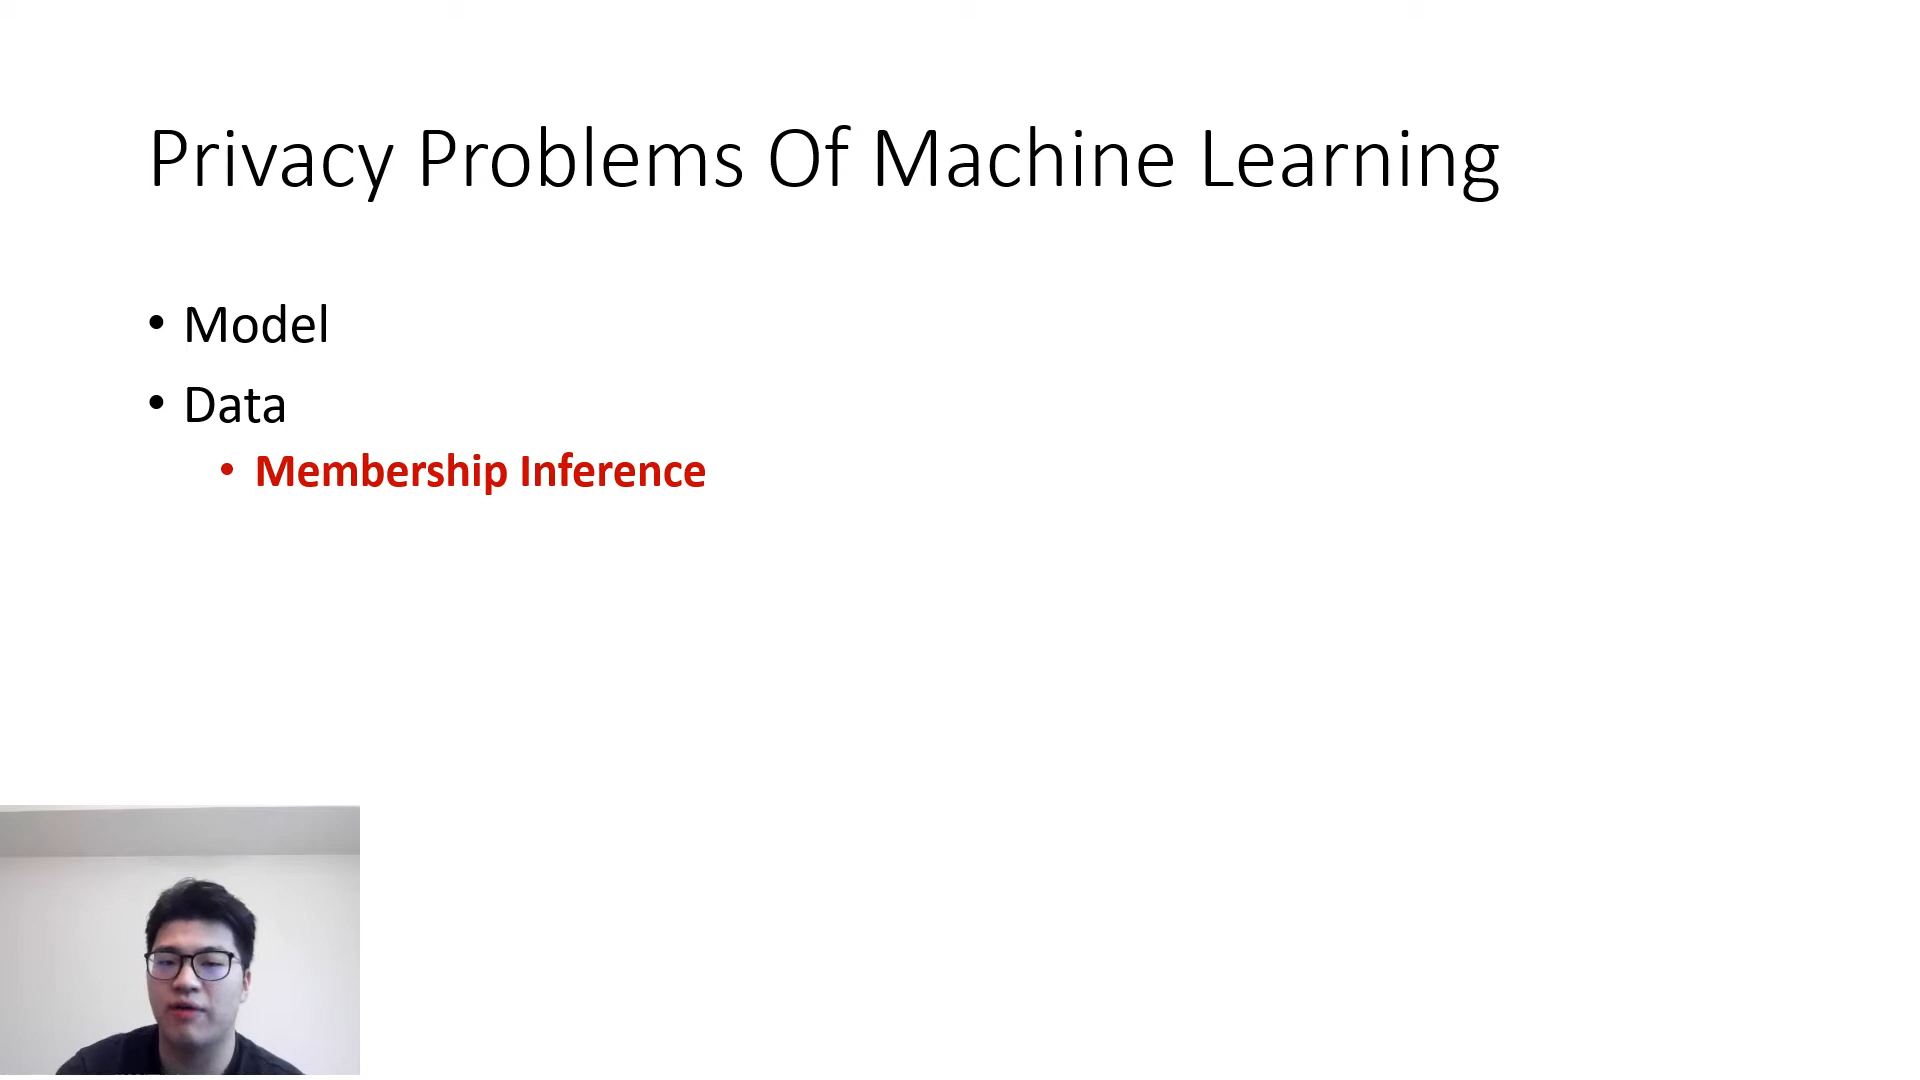 Privacy Problems Of Machine Learning
• Model
• Data
• Membership Inference